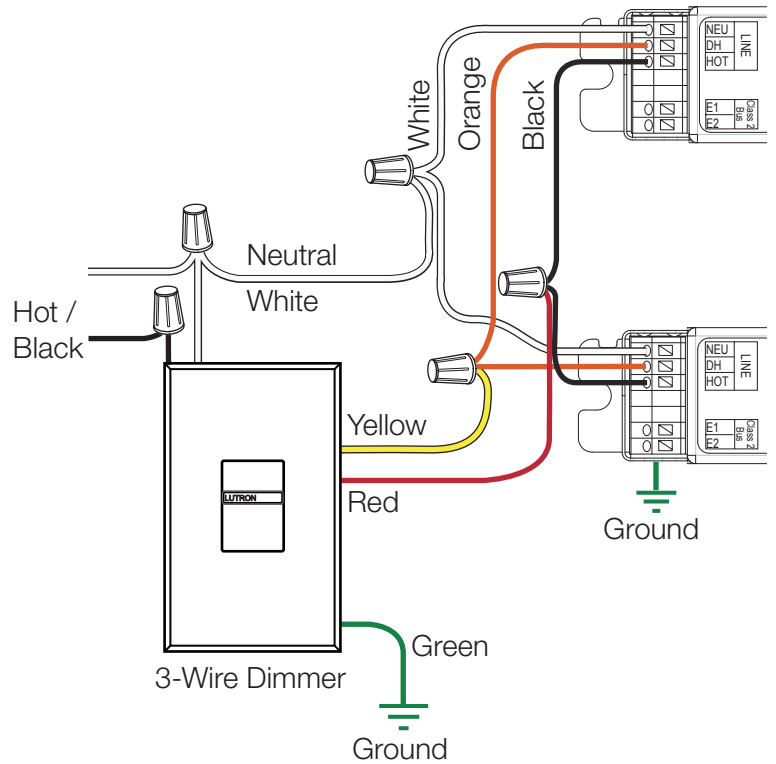 NEU
DH
HOT
LINE
E1
E2
Class 2
Bus
White
Orange
Black
Neutral
White
Hot /
Black
NEU
DH
HOT
LINE
E1
E2
Class 2
Bus
Yellow
Red
LUTRON
Ground
Green
3-Wire Dimmer
Ground